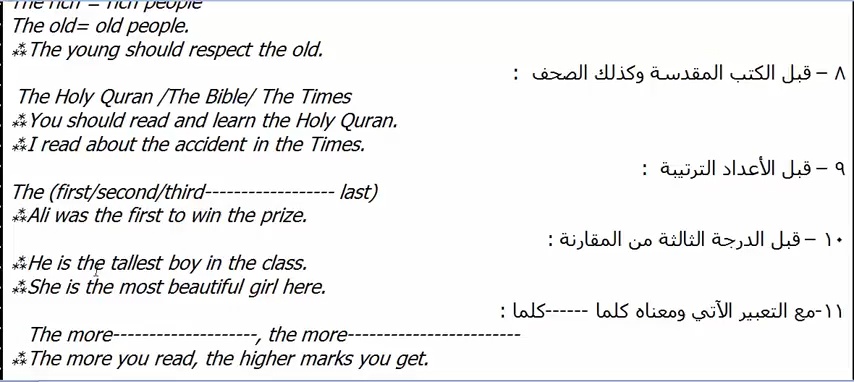 The rich = rich people
The old= old people.
⁂The young should respect the old.
٨ – قبل الكتب المقدسة وكذلك الصحف :
The Holy Quran /The Bible/ The Times
⁂You should read and learn the Holy Quran.
⁂I read about the accident in the Times.
٩ – قبل الأعداد الترتيبة :
The (first/second/third------------------ last)
⁂Ali was the first to win the prize.
١٠ – قبل الدرجة الثالثة من المقارنة :
⁂He is the tallest boy in the class.
⁂She is the most beautiful girl here.
١١-مع التعبير الآتي ومعناه كلما ------كلما :
The more--------------------, the more------------------------
⁂The more you read, the higher marks you get.